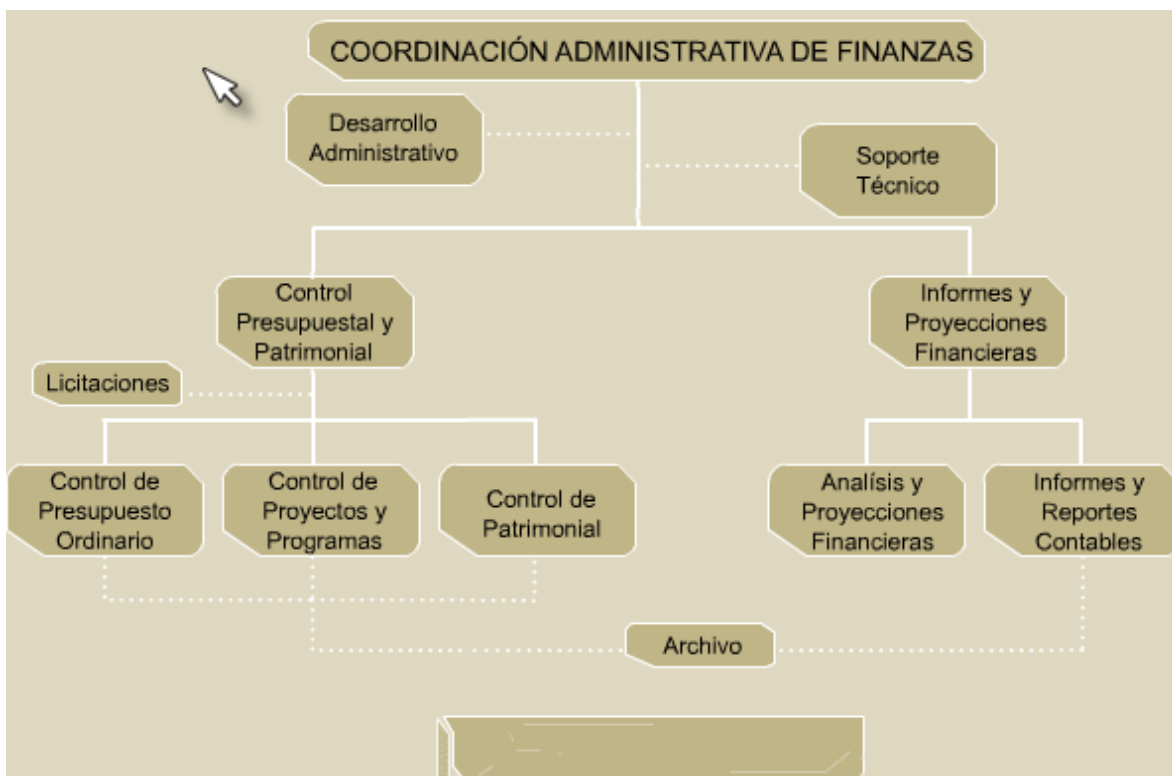 COORDINACIÓN ADMINISTRATIVA DE FINANZAS
Desarrollo
Administrativo
Soporte
Técnico
Control
Presupuestal y
Patrimonial
Informes y
Proyecciones
Financieras
Licitaciones
Control de
Presupuesto
Ordinario
Control de
Proyectos y
Programas
Control de
Patrimonial
Analísis y
Proyecciones
Financieras
Informes y
Reportes
Contables
Archivo